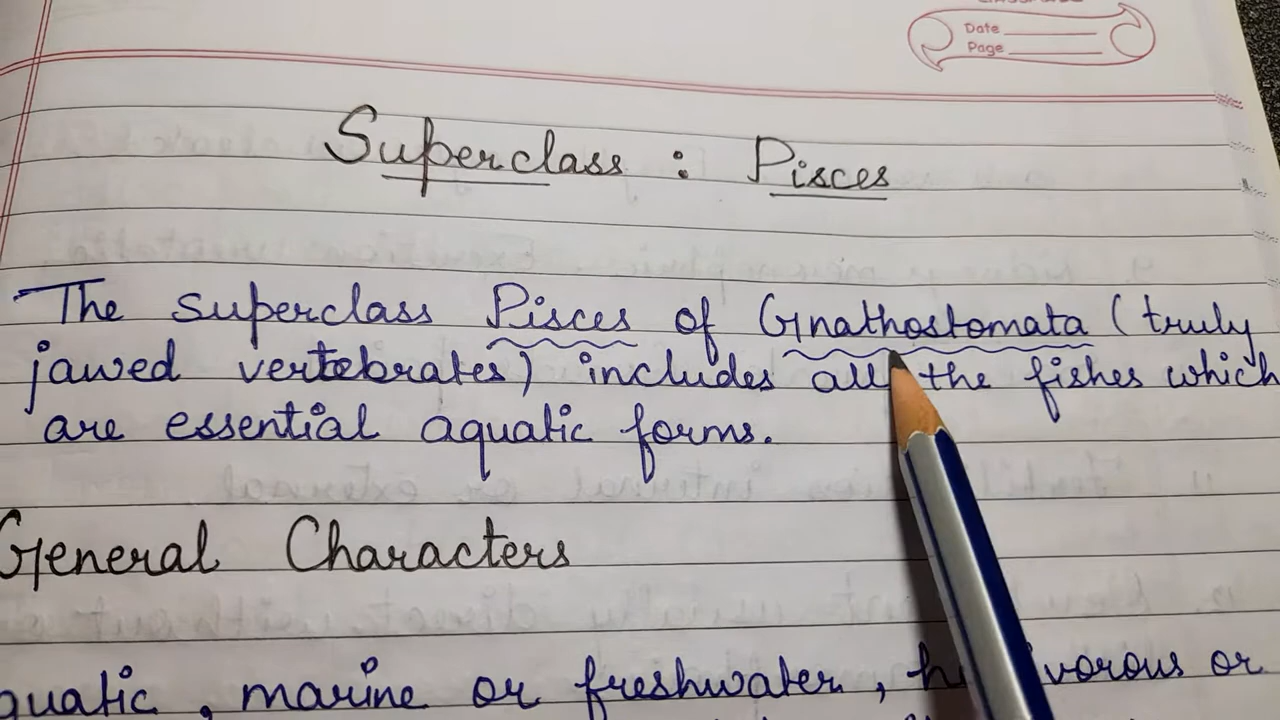 Date
Page
Superclass : Pisces
The superclass Pisces of Gnathostomata (truly
jawed vertebrates) includes all the fishes which
are essential aquatic forms.
General Characters
marine or freshwater, or